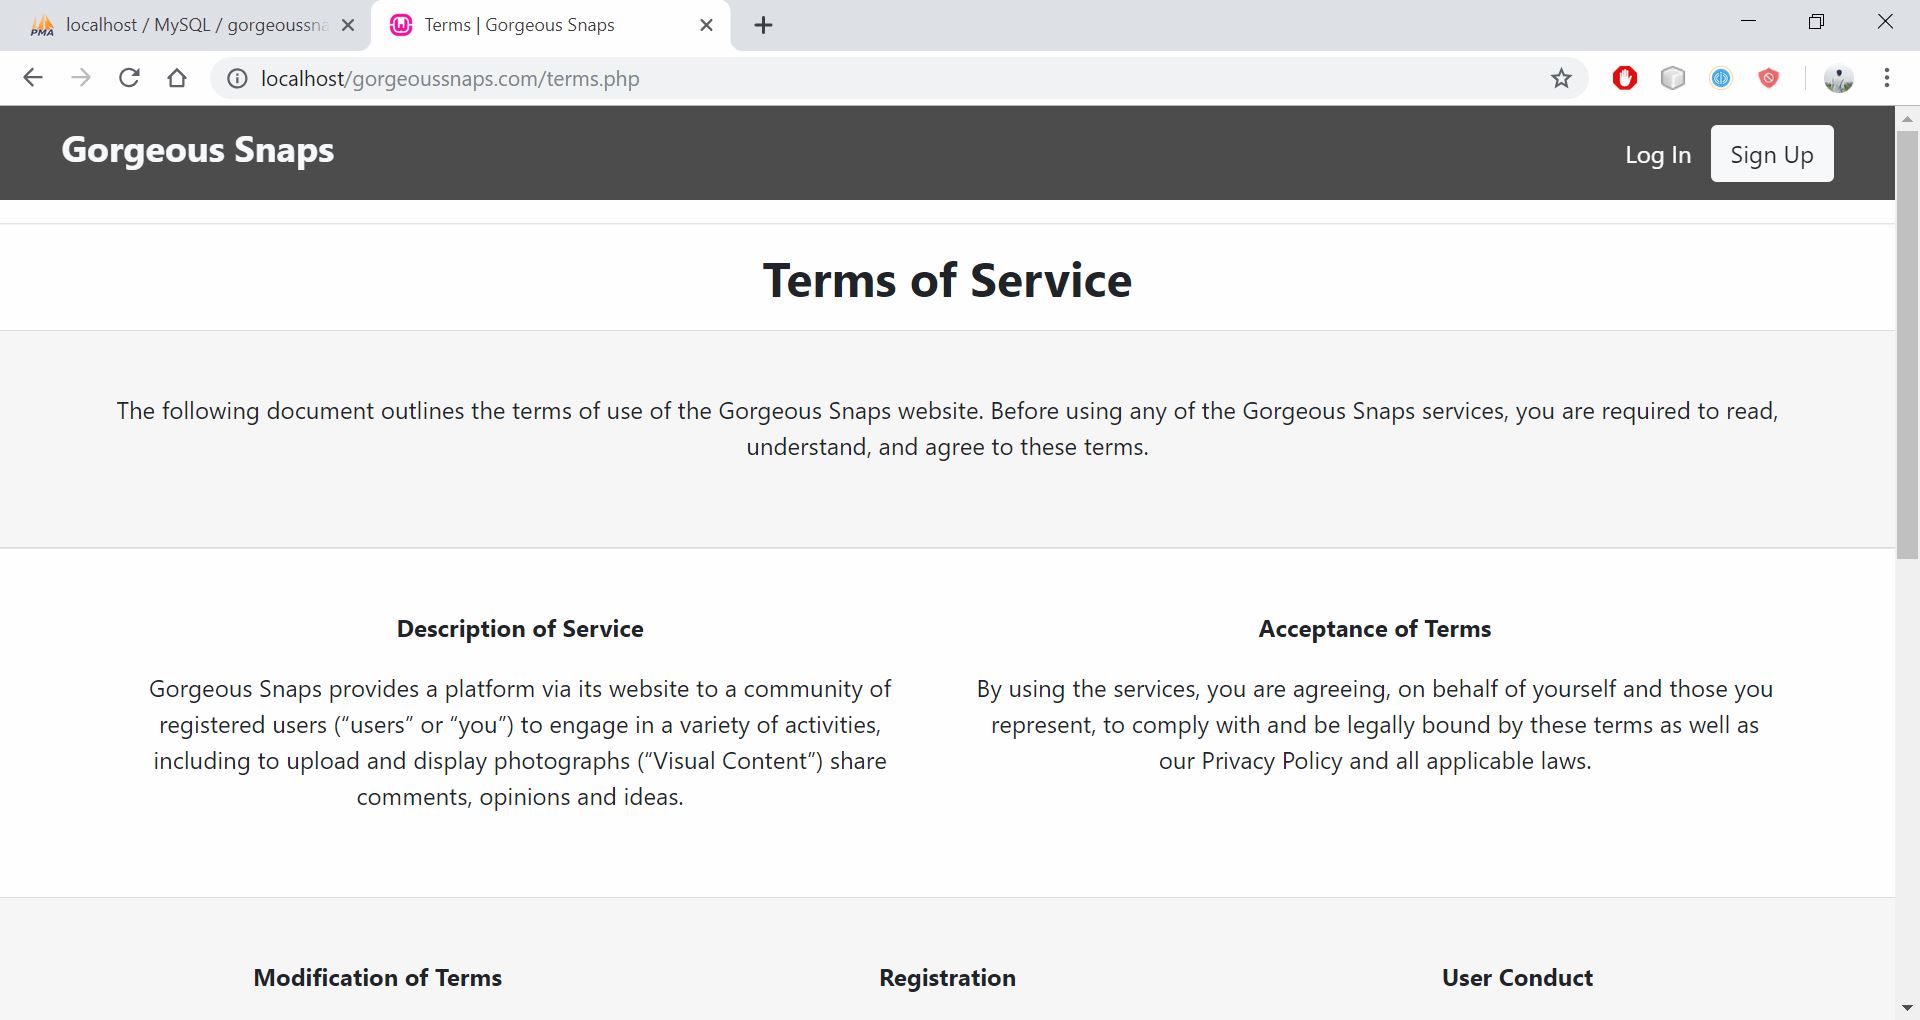 localhost / MySQL / gorgeoussna
Terms | Gorgeous Snaps
localhost/gorgeoussnaps.com/terms.php
Gorgeous Snaps
Log In
Sign Up
Terms of Service
The following document outlines the terms of use of the Gorgeous Snaps website. Before using any of the Gorgeous Snaps services, you are required to read,
understand, and agree to these terms.
Description of Service
Gorgeous Snaps provides a platform via its website to a community of
registered users (“users” or “you”) to engage in a variety of activities,
including to upload and display photographs (“Visual Content”) share
comments, opinions and ideas.
Acceptance of Terms
By using the services, you are agreeing, on behalf of yourself and those you
represent, to comply with and be legally bound by these terms as well as
our Privacy Policy and all applicable laws.
Modification of Terms
Registration
User Conduct
PMA